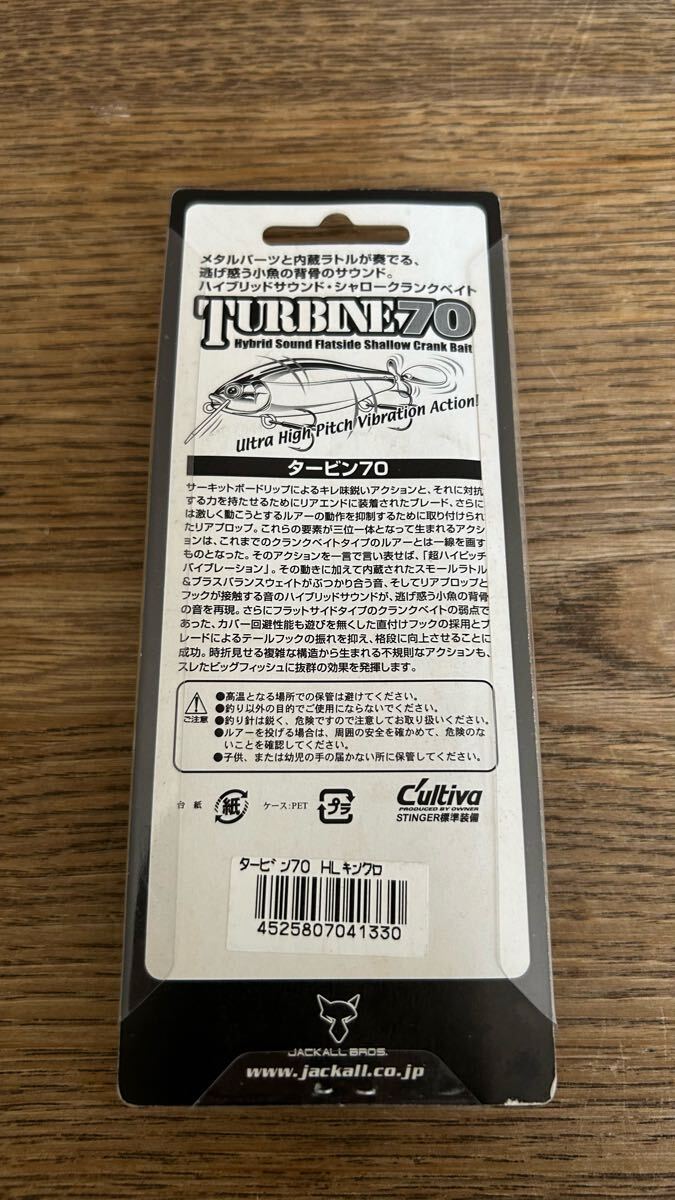 メタルパーツと内蔵ラトルが奏でる、
逃げ惑う小魚の背骨のサウンド。
ハイブリッドサウンド・シャロークランクベイト
TURBINE70
Hybrid Sound Flatside Shallow Crank Bait
Ultra High Pitch Vibration Action!
タービン70
サーキットボードリップによるキレ味鋭いアクションと、それに対抗
する力を持たせるためにリアエンドに装着されたブレード、さらに
は激しく動こうとするルアーの動作を抑制するために取り付けられ
たリアプロップ。これらの要素が三位一体となって生まれるアクシ
ョンは、これまでのクランクベイトタイプのルアーとは一線を画す
ものとなった。そのアクションを一言で言い表せば、「超ハイピッチ
バイブレーション」。その動きに加えて内蔵されたスモールラトル
&ブラスバランスウェイトがぶつかり合う音、そしてリアプロップと
フックが接触する音のハイブリッドサウンドが、逃げ惑う小魚の背骨
の音を再現。さらにフラットサイドタイプのクランクベイトの弱点で
あった、カバー回避性能も遊びを無くした直付けフックの採用とブ
レードによるテールフックの振れを抑え、格段に向上させることに
成功。時折見せる複雑な構造から生まれる不規則なアクションも、
スレたビッグフィッシュに抜群の効果を発揮します。
ご注意
●高温となる場所での保管は避けてください。
●釣り以外の目的でご使用にならないでください。
●釣り針は鋭く、危険ですので注意してお取り扱いください。
●ルアーを投げる場合は、周囲の安全を確かめて、危険のな
いことを確認してください。
●子供、または幼児の手の届かない所に保管してください。
台紙 紙 ケース:PET プラ
C'ultiva
PRODUCED BY OWNER
STINGER標準装備
タービン70 HLキンクロ
4525807041330
JACKALL BROS.
www.jackall.co.jp